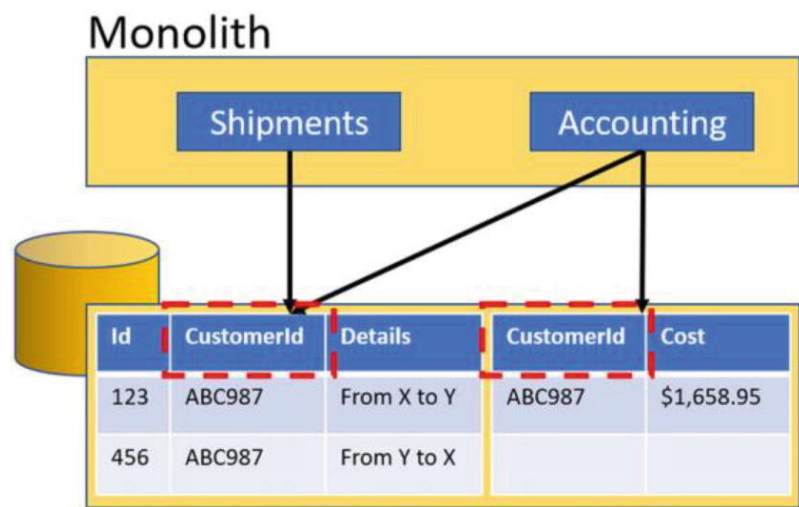 Monolith
Shipments Accounting
Id CustomerId Details CustomerId Cost
123 ABC987 From X to Y ABC987 $1,658.95
456 ABC987 From Y to X